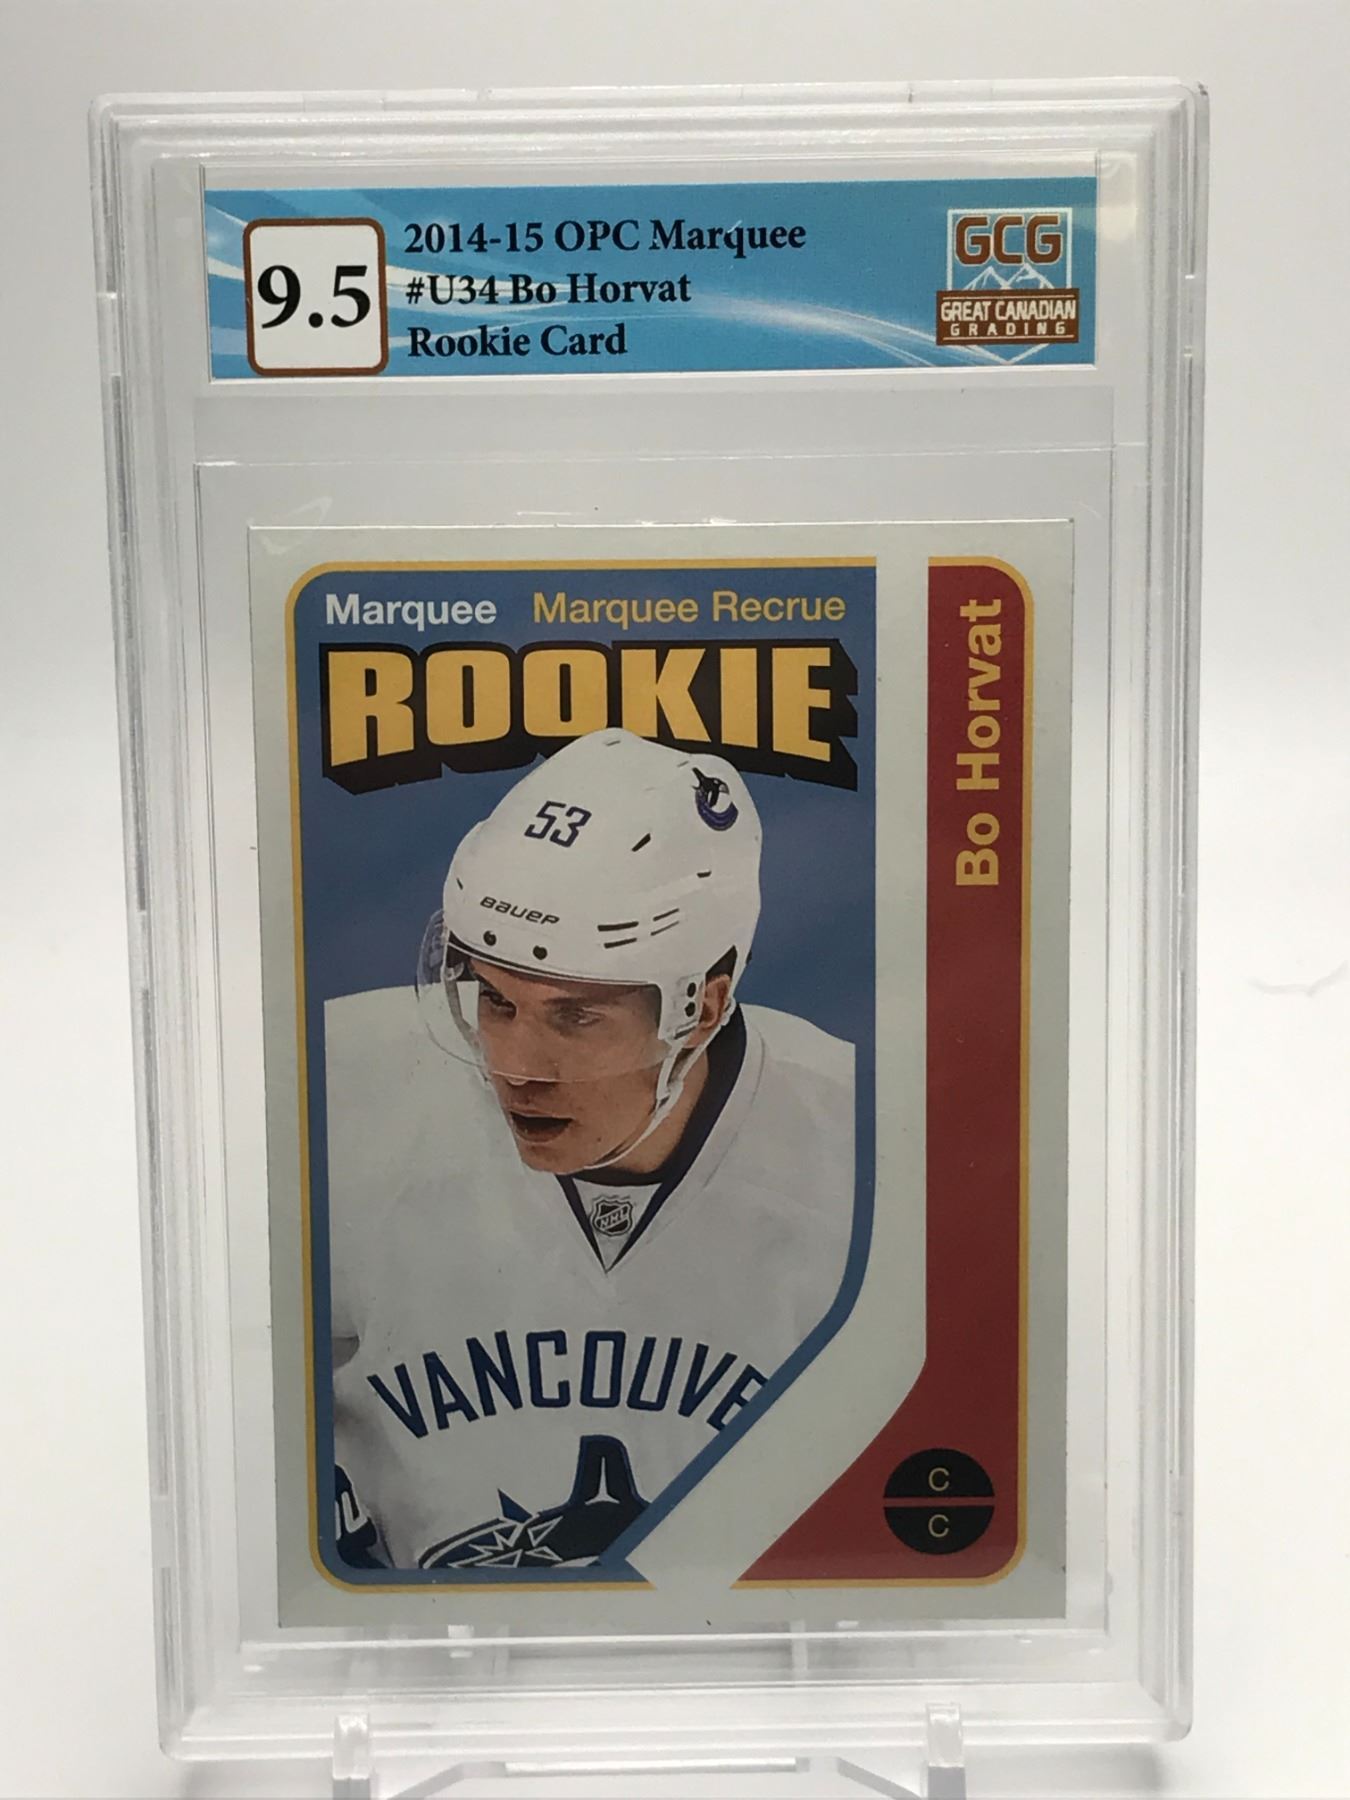 9.5
2014-15 OPC Marquee
#U34 Bo Horvat
Rookie Card
GCG
GREAT CANADIAN
GRADING
Marquee Marquee Recrue
ROOKIE
Bo Horvat
53
BAUER
NHL
VANCOUVE
C
C